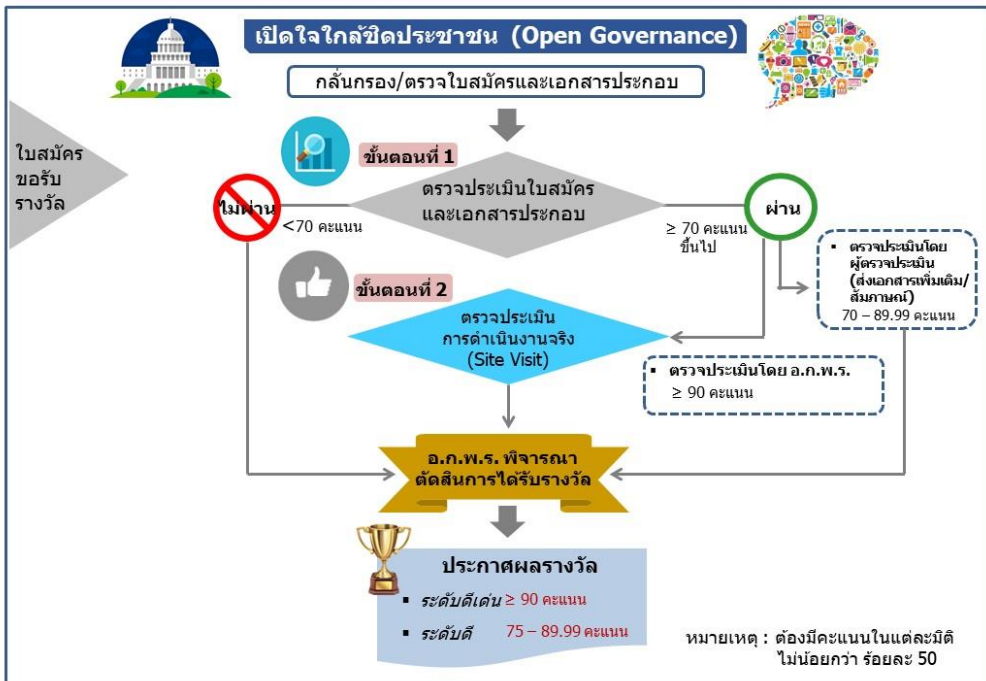 เปิดใจใกล้ชิดประชาชน (Open Governance)
กลั่นกรอง/ตรวจใบสมัครและเอกสารประกอบ
ใบสมัคร
ขอรับ
รางวัล
ขั้นตอนที่ 1
ตรวจประเมินใบสมัคร
และเอกสารประกอบ
ไม่ผ่าน
<70 คะแนน
≥ 70 คะแนน
ขึ้นไป
ผ่าน
▪ ตรวจประเมินโดย
ผู้ตรวจประเมิน
(ส่งเอกสารเพิ่มเติม/
สัมภาษณ์)
70 – 89.99 คะแนน
ขั้นตอนที่ 2
ตรวจประเมิน
การดำเนินงานจริง
(Site Visit)
▪ ตรวจประเมินโดย อ.ก.พ.ร.
≥ 90 คะแนน
อ.ก.พ.ร. พิจารณา
ตัดสินการได้รับรางวัล
ประกาศผลรางวัล
▪ ระดับดีเด่น ≥ 90 คะแนน
▪ ระดับดี 75 – 89.99 คะแนน
หมายเหตุ : ต้องมีคะแนนในแต่ละมิติ
ไม่น้อยกว่า ร้อยละ 50